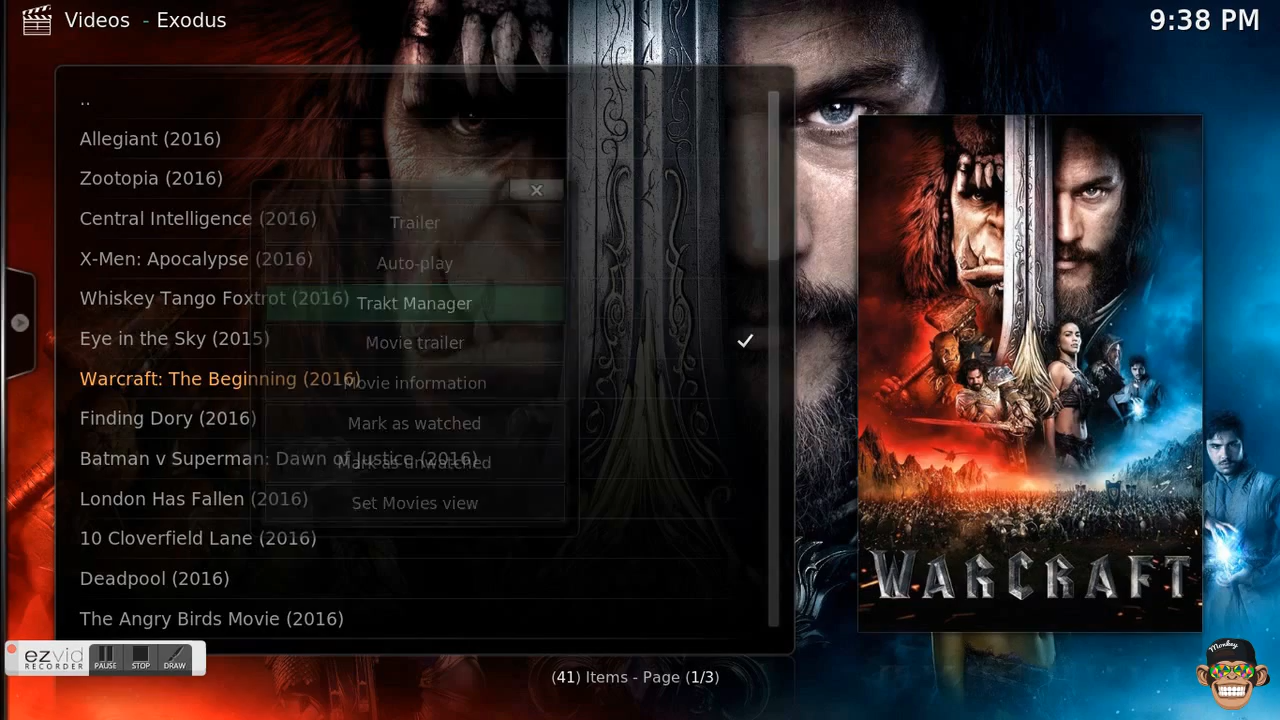 Videos - Exodus
9:38 PM
..
Allegiant (2016)
Zootopia (2016)
Central Intelligence (2016)
X-Men: Apocalypse (2016)
Whiskey Tango Foxtrot (2016)
Eye in the Sky (2015)
Warcraft: The Beginning (2016)
Finding Dory (2016)
Batman v Superman: Dawn of Justice (2016)
London Has Fallen (2016)
10 Cloverfield Lane (2016)
Deadpool (2016)
The Angry Birds Movie (2016)
Trailer
Auto-play
Trakt Manager
Movie trailer
Movie information
Mark as watched
Mark as unwatched
Set Movies view
WARCRAFT
ezvid
RECORDER
PAUSE
STOP
DRAW
(41) Items - Page (1/3)
Monkey